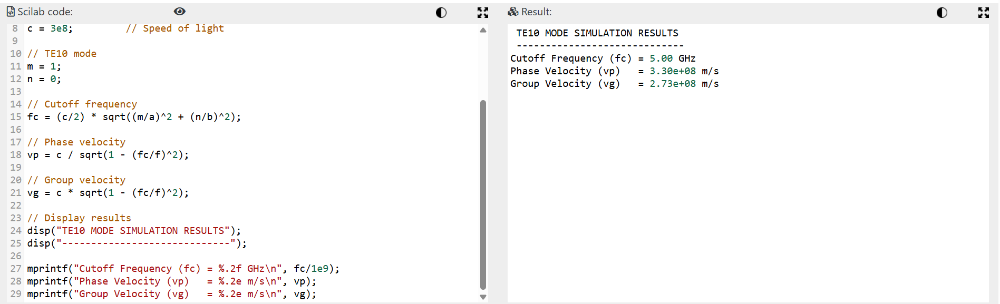 Scilab code:
8 c = 3e8;         // Speed of light
9
10 // TE10 mode
11 m = 1;
12 n = 0;
13
14 // Cutoff frequency
15 fc = (c/2) * sqrt((m/a)^2 + (n/b)^2);
16
17 // Phase velocity
18 vp = c / sqrt(1 - (fc/f)^2);
19
20 // Group velocity
21 vg = c * sqrt(1 - (fc/f)^2);
22
23 // Display results
24 disp("TE10 MODE SIMULATION RESULTS");
25 disp("-----------------------------");
26
27 mprintf("Cutoff Frequency (fc) = %.2f GHz\n", fc/1e9);
28 mprintf("Phase Velocity (vp)   = %.2e m/s\n", vp);
29 mprintf("Group Velocity (vg)   = %.2e m/s\n", vg);
Result:
TE10 MODE SIMULATION RESULTS
-----------------------------
Cutoff Frequency (fc) = 5.00 GHz
Phase Velocity (vp)   = 3.30e+08 m/s
Group Velocity (vg)   = 2.73e+08 m/s